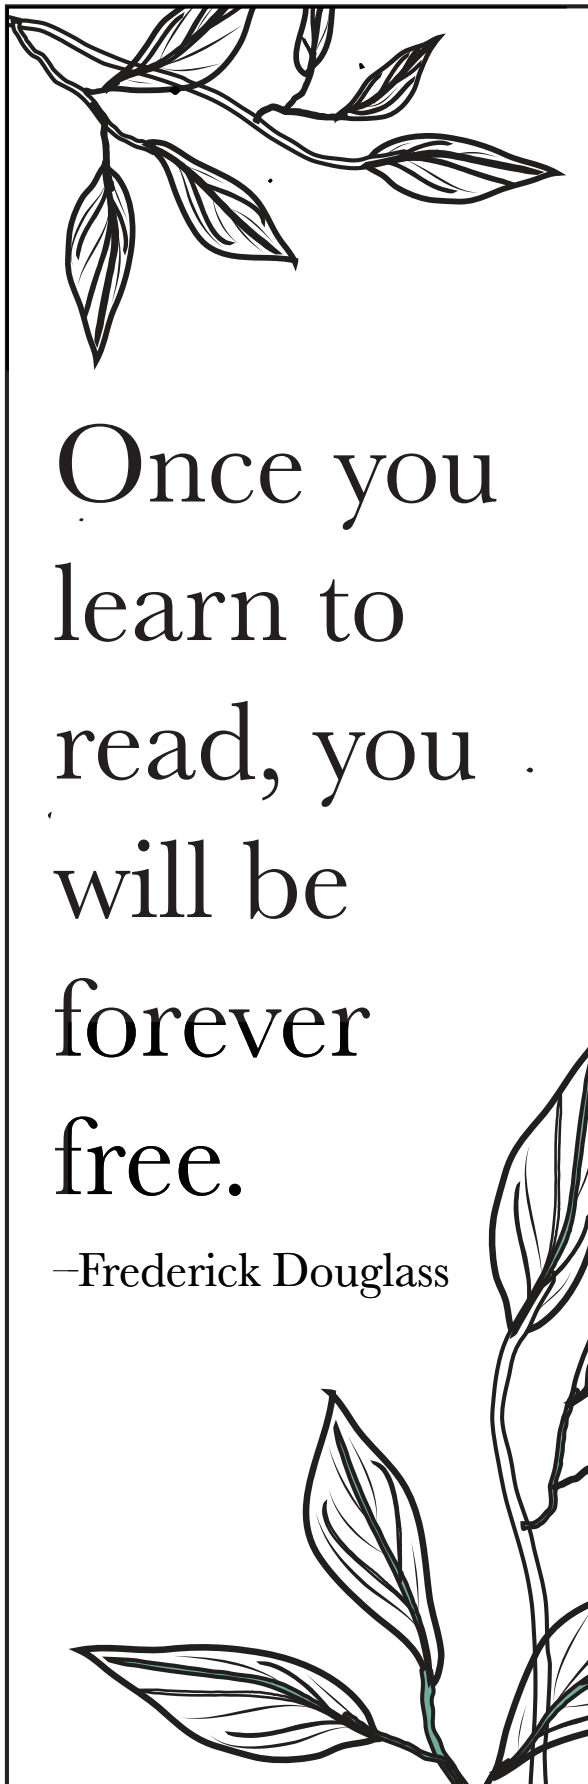 Once you
learn to
read, you
will be
forever
free.
—Frederick Douglass